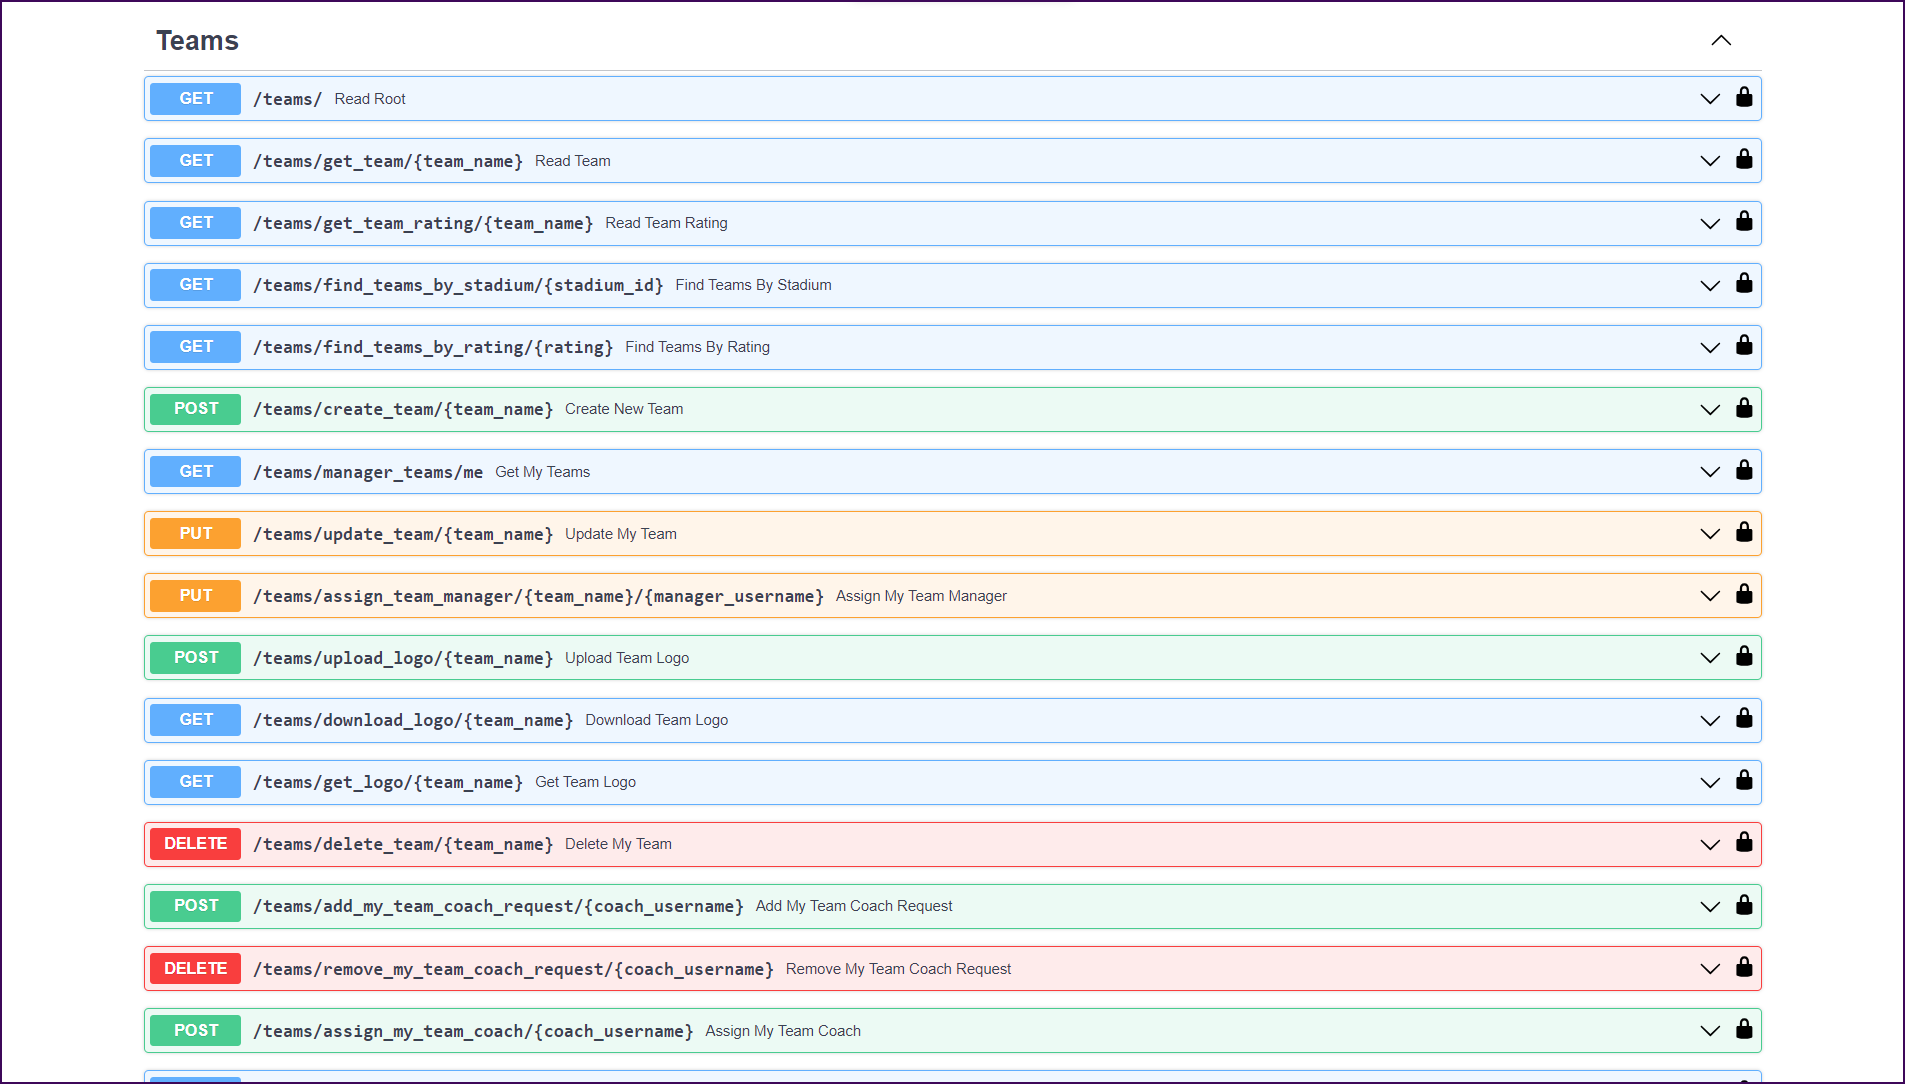 Teams
GET /teams/ Read Root
GET /teams/get_team/{team_name} Read Team
GET /teams/get_team_rating/{team_name} Read Team Rating
GET /teams/find_teams_by_stadium/{stadium_id} Find Teams By Stadium
GET /teams/find_teams_by_rating/{rating} Find Teams By Rating
POST /teams/create_team/{team_name} Create New Team
GET /teams/manager_teams/me Get My Teams
PUT /teams/update_team/{team_name} Update My Team
PUT /teams/assign_team_manager/{team_name}/{manager_username} Assign My Team Manager
POST /teams/upload_logo/{team_name} Upload Team Logo
GET /teams/download_logo/{team_name} Download Team Logo
GET /teams/get_logo/{team_name} Get Team Logo
DELETE /teams/delete_team/{team_name} Delete My Team
POST /teams/add_my_team_coach_request/{coach_username} Add My Team Coach Request
DELETE /teams/remove_my_team_coach_request/{coach_username} Remove My Team Coach Request
POST /teams/assign_my_team_coach/{coach_username} Assign My Team Coach